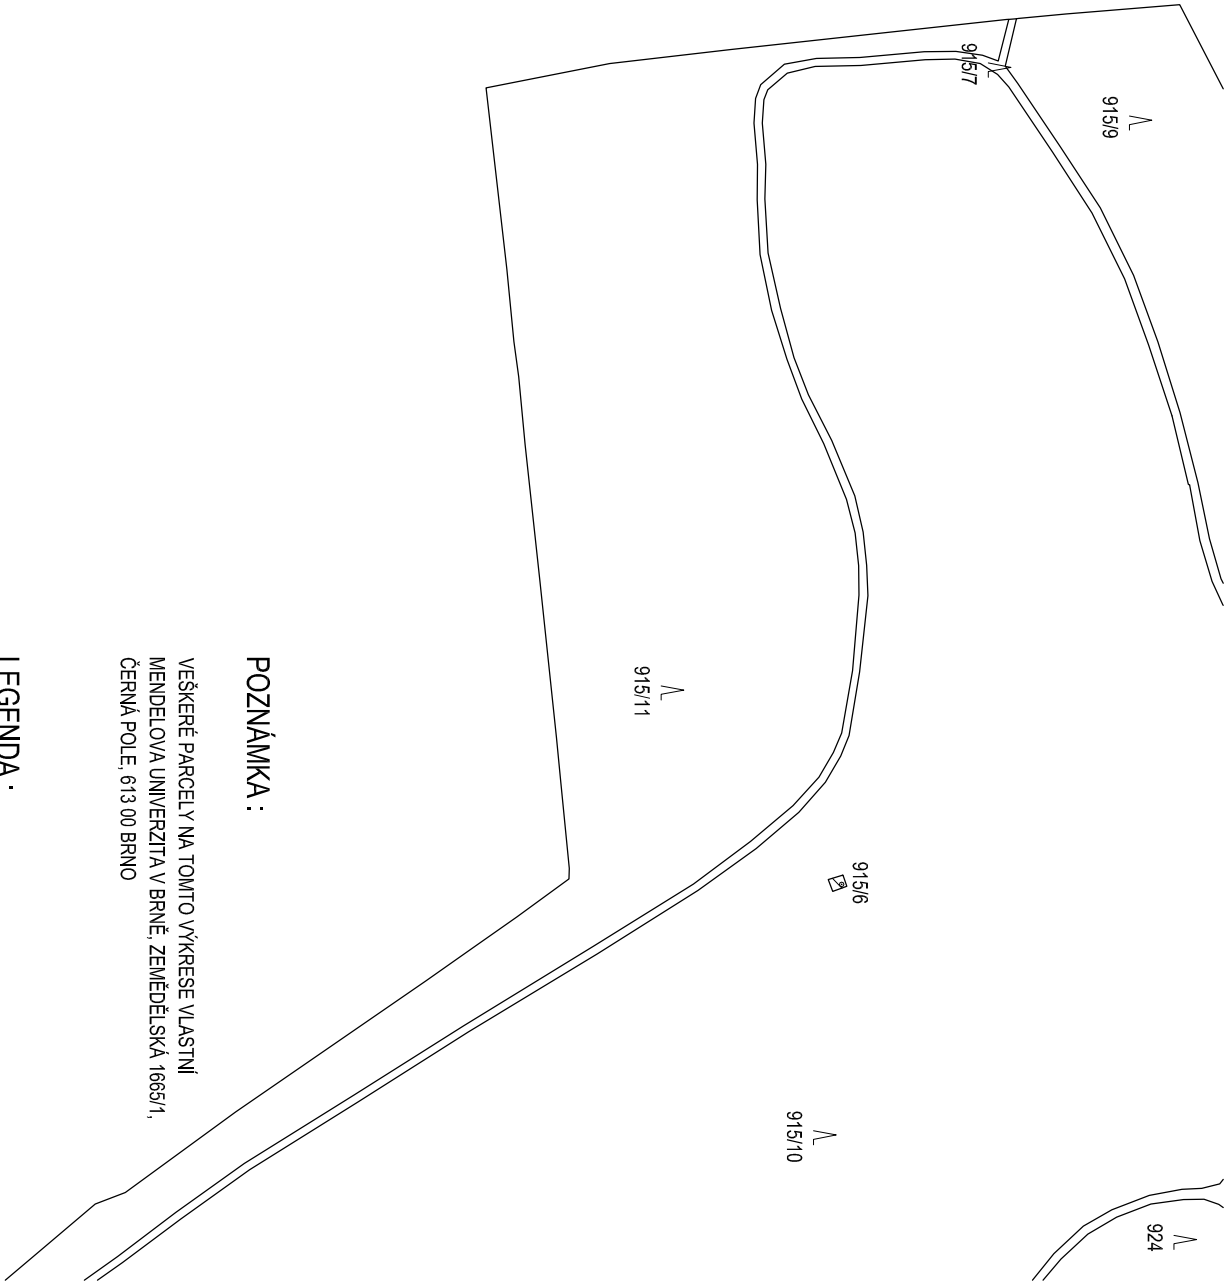 915/7
915/9
915/11
915/6
915/10
924
POZNÁMKA :
VEŠKERÉ PARCELY NA TOMTO VÝKRESE VLASTNÍ
MENDELOVA UNIVERZITA V BRNĚ, ZEMĚDĚLSKÁ 1665/1,
ČERNÁ POLE, 613 00 BRNO
LEGENDA :